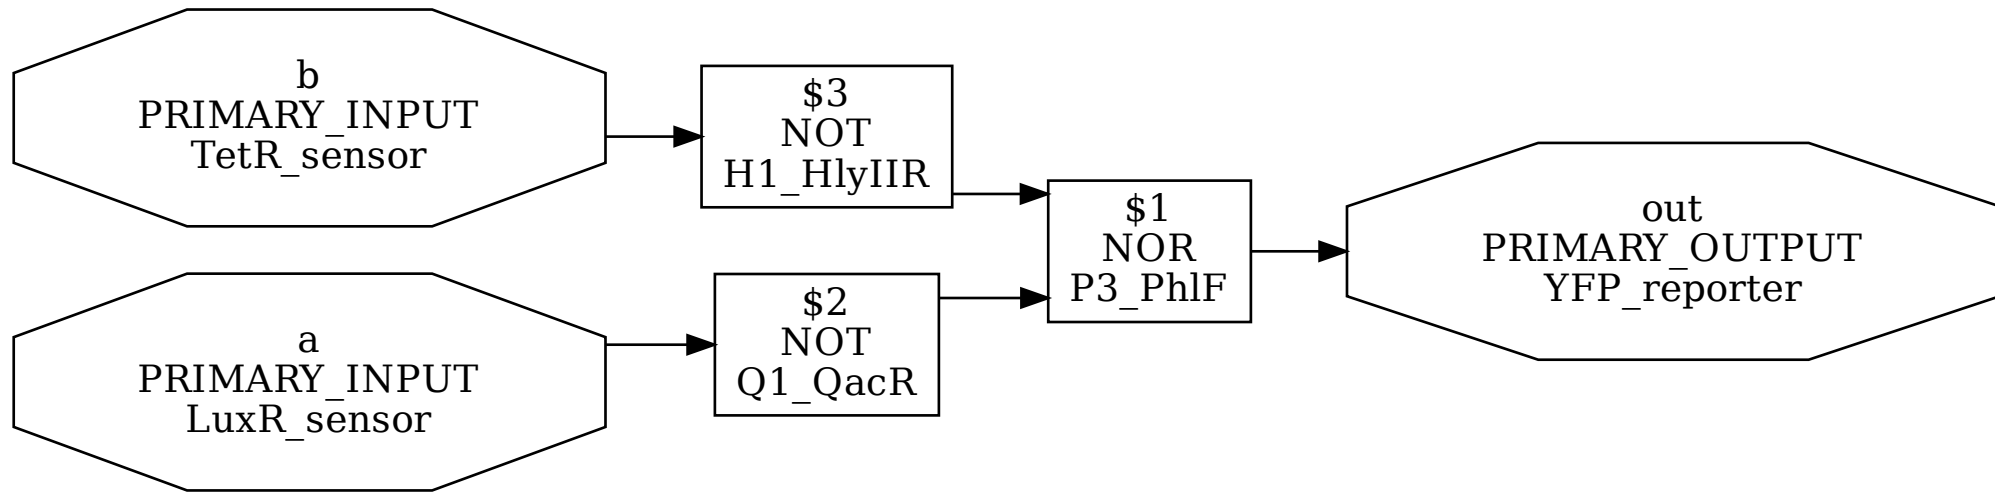 b
PRIMARY_INPUT
TetR_sensor
$3
NOT
H1_HlyIIR
a
PRIMARY_INPUT
LuxR_sensor
$2
NOT
Q1_QacR
$1
NOR
P3_PhlF
out
PRIMARY_OUTPUT
YFP_reporter